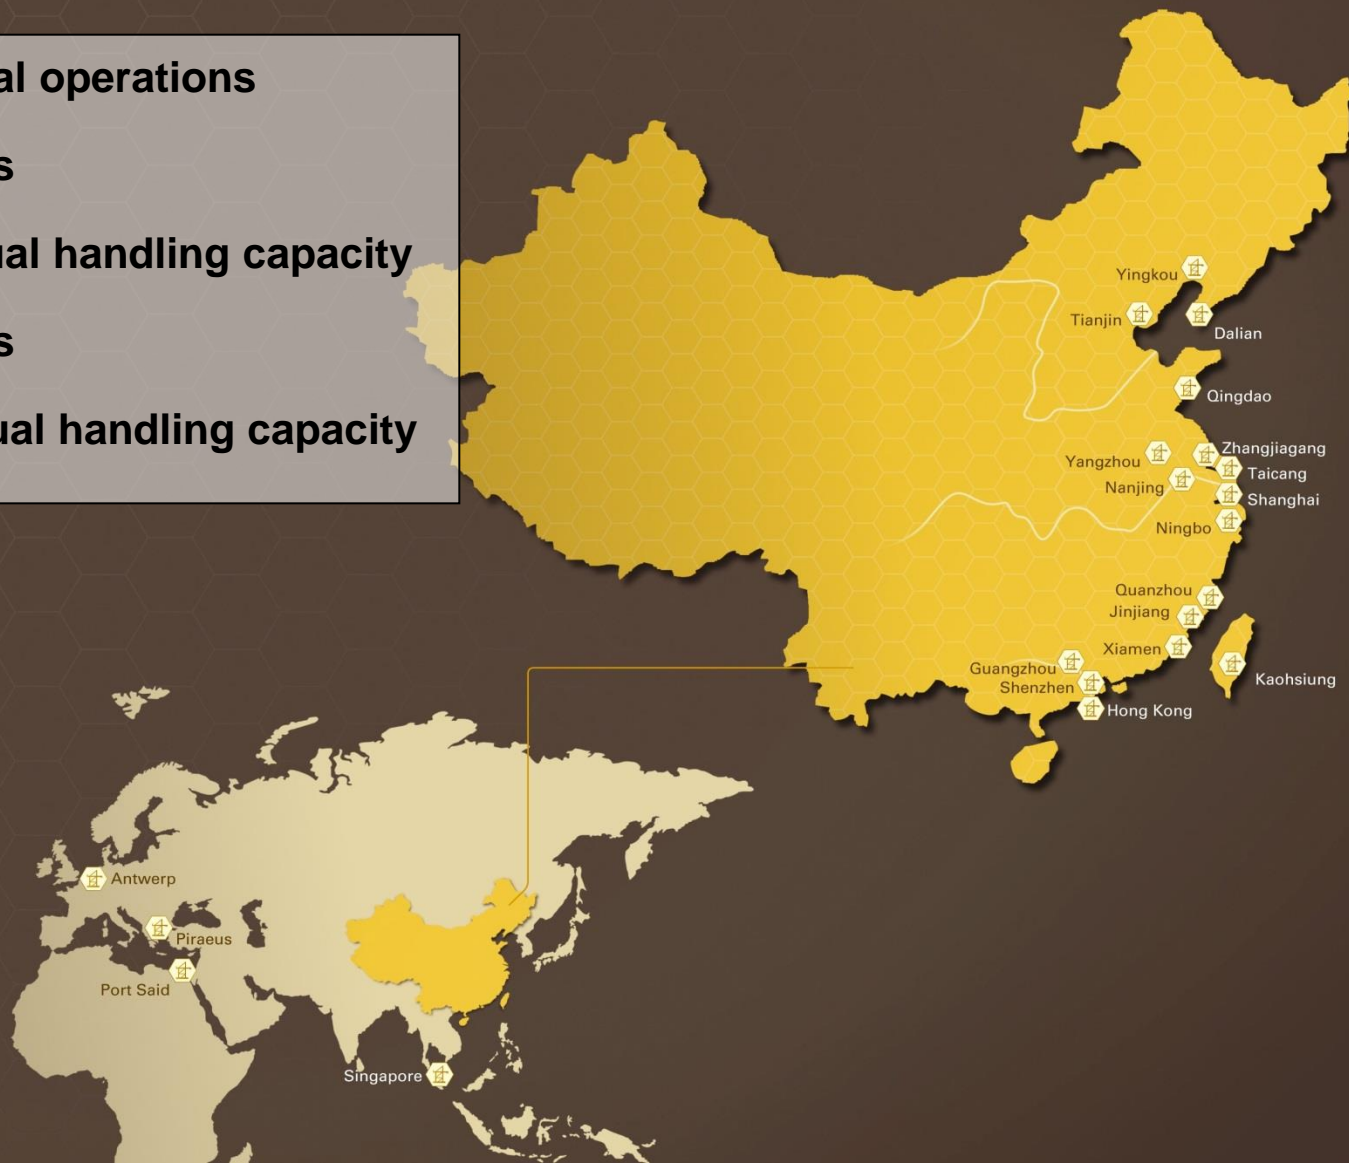 al operations
s
ual handling capacity
s
ual handling capacity
Yingkou
Tianjin
Dalian
Qingdao
Zhangjiagang
Yangzhou
Taicang
Nanjing
Shanghai
Ningbo
Quanzhou
Jinjiang
Xiamen
Guangzhou
Kaohsiung
Shenzhen
Hong Kong
Antwerp
Piraeus
Port Said
Singapore